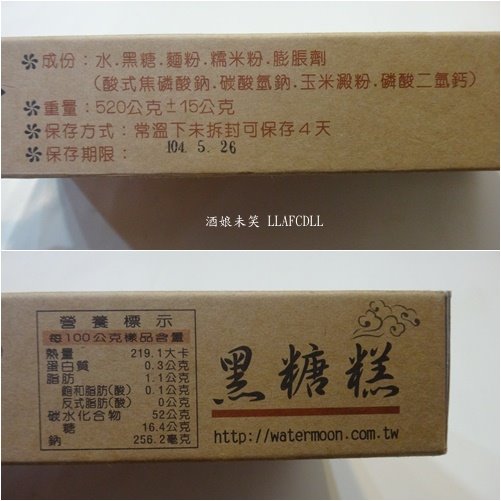 ✽成份：水.黑糖.麵粉.糯米粉.膨脹劑
(酸式焦磷酸鈉.碳酸氫鈉.玉米澱粉.磷酸二氫鈣)
✽重量：520公克±15公克
✽保存方式：常溫下未拆封可保存4天
✽保存期限：104. 5. 26
酒娘未笑 LLAFCDLL
營養標示
每100公克樣品含量
熱量 219.1大卡
蛋白質 0.3公克
脂肪 1.1公克
飽和脂肪(酸) 0.1公克
反式脂肪(酸) 0公克
碳水化合物 52公克
糖 16.4公克
鈉 256.2毫克
黑糖糕
http://watermoon.com.tw